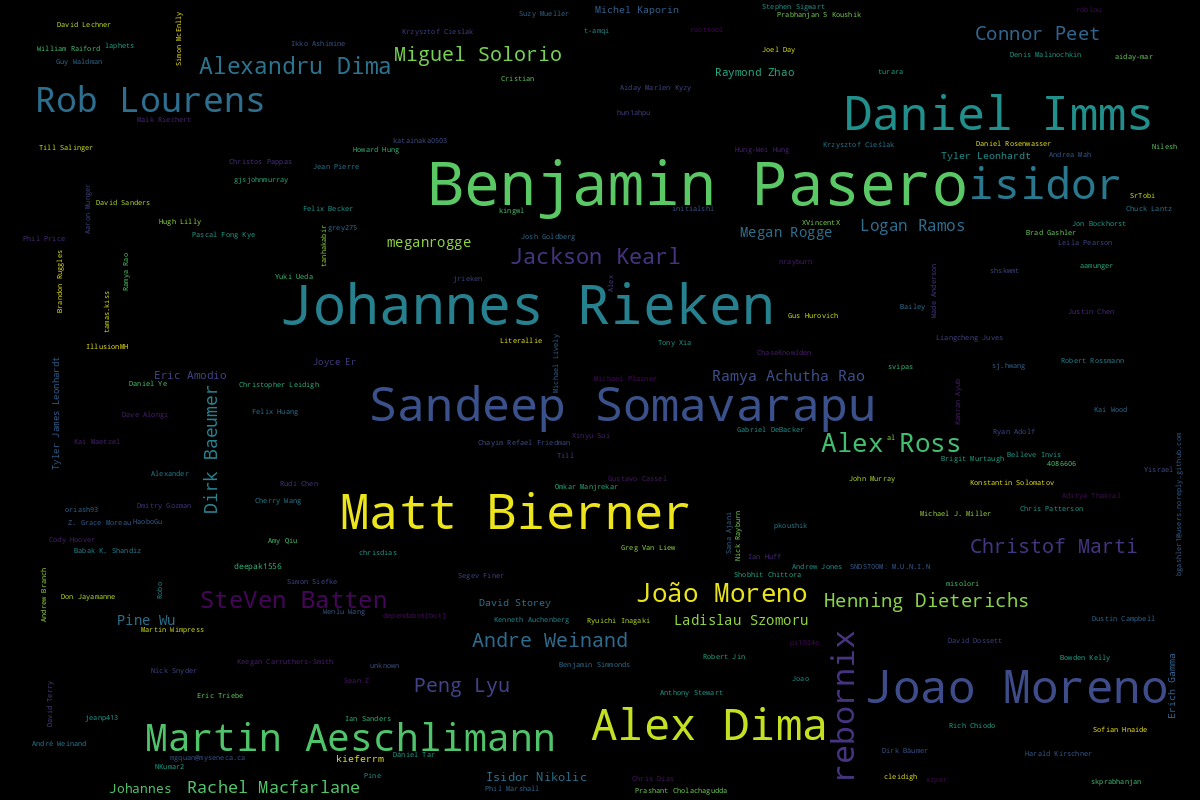 Suzy Mueller
Michel Kaporin
Stephen Sigwart
Prabhanjan S Koushik
roblou
David Lechner
Simon McEnlly
Krzysztof Cieslak
t-amqi
roottool
Connor Peet
William Raiford
laphets
Ikko Ashimine
Miguel Solorio
Joel Day
Denis Malinochkin
aiday-mar
Guy Waldman
Alexandru Dima
Cristian
Raymond Zhao
turara
Rob Lourens
Aiday Marlen Kyzy
Daniel Imms
Maik Riechert
hun1ahpu
Till Salinger
katainaka0503
Howard Hung
Hung-Wei Hung
Krzysztof Cieślak
Daniel Rosenwasser
Nilesh
Christos Pappas
Jean Pierre
Tyler Leonhardt
Andrea Mah
gjsjohnmurray
Benjamin Pasero
isidor
Aaron Munger
David Sanders
Felix Becker
kingwl
initialshl
SrTobi
Chuck Lantz
Hugh Lilly
grey275
XVincentX
Logan Ramos
Jon Bockhorst
Phil Price
Pascal Fong Kye
tanhakabir
meganrogge
Josh Goldberg
Megan Rogge
Brad Gashler
Leila Pearson
Brandon Ruggles
Ramya Rao
Jackson Kearl
nrayburn
Wade Anderson
shskwmt
aamunger
Yuki Ueda
jrieken
Alex
tamas.kiss
Johannes Rieken
Gus Hurovich
Bailey
Justin Chen
IllusionMH
Literallie
Michael Lively
Tony Xia
ChaseKnowlden
Liangcheng Juves
Tyler James Leonhardt
Joyce Er
svipas
sj.hwang
Robert Rossmann
Eric Amodio
Daniel Ye
Christopher Leidigh
Michael Plazner
Ramya Achutha Rao
Kamran Ayub
Dirk Baeumer
Sandeep Somavarapu
Dave Alongi
Felix Huang
Kai Wood
Kai Maetzel
Chayim Refael Friedman
Xinyu Sui
Gabriel DeBacker
Alex Ross
al
Ryan Adolf
bgashler1@users.noreply.github.com
Till
Brigit Murtaugh
Belleve Invis
4086606
Yisrael
Alexander
Rudi Chen
Omkar Manjrekar
Gustavo Cassel
John Murray
Konstantin Solomatov
Aditya Thakral
oriash93
Dmitry Gozman
Cherry Wang
Matt Bierner
Sana Ajani
Nick Rayburn
pkoushik
Michael J. Miller
Chris Patterson
Z. Grace Moreau
HaoboGu
Cody Hoover
Amy Qiu
Greg Van Liew
Christof Marti
Babak K. Shandiz
chrisdias
Ian Huff
Andrew Branch
deepak1556
Segev Finer
Shobhit Chittora
Andrew Jones
SNDST00M: M.U.N.I.N
Don Jayamanne
Robo
Simon Siefke
João Moreno
misolori
SteVen Batten
David Storey
Henning Dieterichs
Pine Wu
Wenlu Wang
dependabot[bot]
Kenneth Auchenberg
Ryuichi Inagaki
Ladislau Szomoru
Dustin Campbell
Martin Wimpress
Andre Weinand
rebornix
David Dossett
Keegan Carruthers-Smith
unknown
Benjamin Simmonds
Robert Jin
Bowden Kelly
Erich Gamma
Nick Snyder
Sean Z
Peng Lyu
Joao
Joao Moreno
David Terry
Eric Triebe
Anthony Stewart
jeanp413
Ian Sanders
Alex Dima
Rich Chiodo
Sofian Hnaide
André Weinand
Martin Aeschlimann
kieferrm
Daniel Tar
Dirk Bäumer
Harald Kirschner
mgquan@myseneca.ca
NKumar2
Pine
Isidor Nikolic
Chris Dias
cleidigh
skprabhanjan
Johannes
Rachel Macfarlane
Phil Marshall
Prashant Cholachagudda